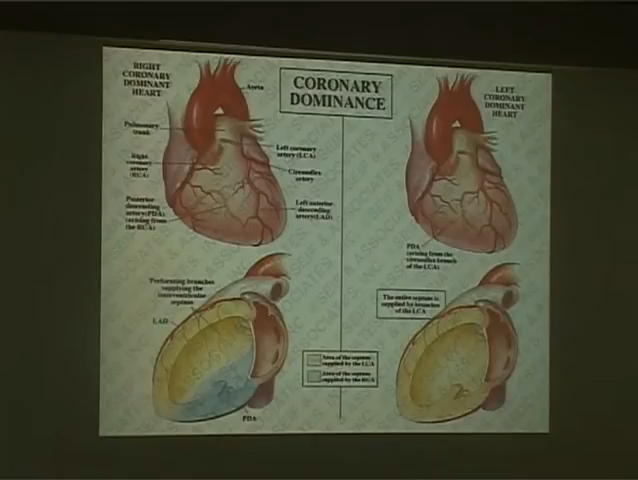 RIGHT
CORONARY
DOMINANT
HEART
CORONARY
DOMINANCE
LEFT
CORONARY
DOMINANT
HEART
Aorta
Pulmonary
trunk
Left coronary
artery (LCA)
Right
coronary
artery
(RCA)
Circumflex
artery
Posterior
descending
artery(PDA)
(arising from
the RCA)
Left anterior
descending
artery(LAD)
PDA
(arising from the
circumflex branch
of the LCA)
Perforating branches
supplying the
interventricular
septum
LAD
The entire septum is
supplied by branches
of the LCA
Area of the septum
supplied by the LCA
Area of the septum
supplied by the RCA
PDA